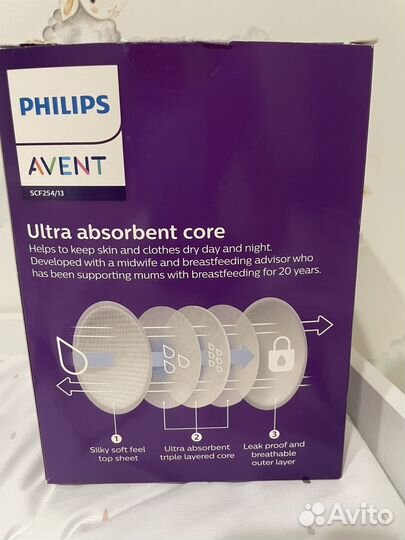 PHILIPS
AVENT
SCF254/13
Ultra absorbent core
Helps to keep skin and clothes dry day and night.
Developed with a midwife and breastfeeding advisor who
has been supporting mums with breastfeeding for 20 years.
1
Silky soft feel
top sheet
2
Ultra absorbent
triple layered core
3
Leak proof and
breathable
outer layer
Avito